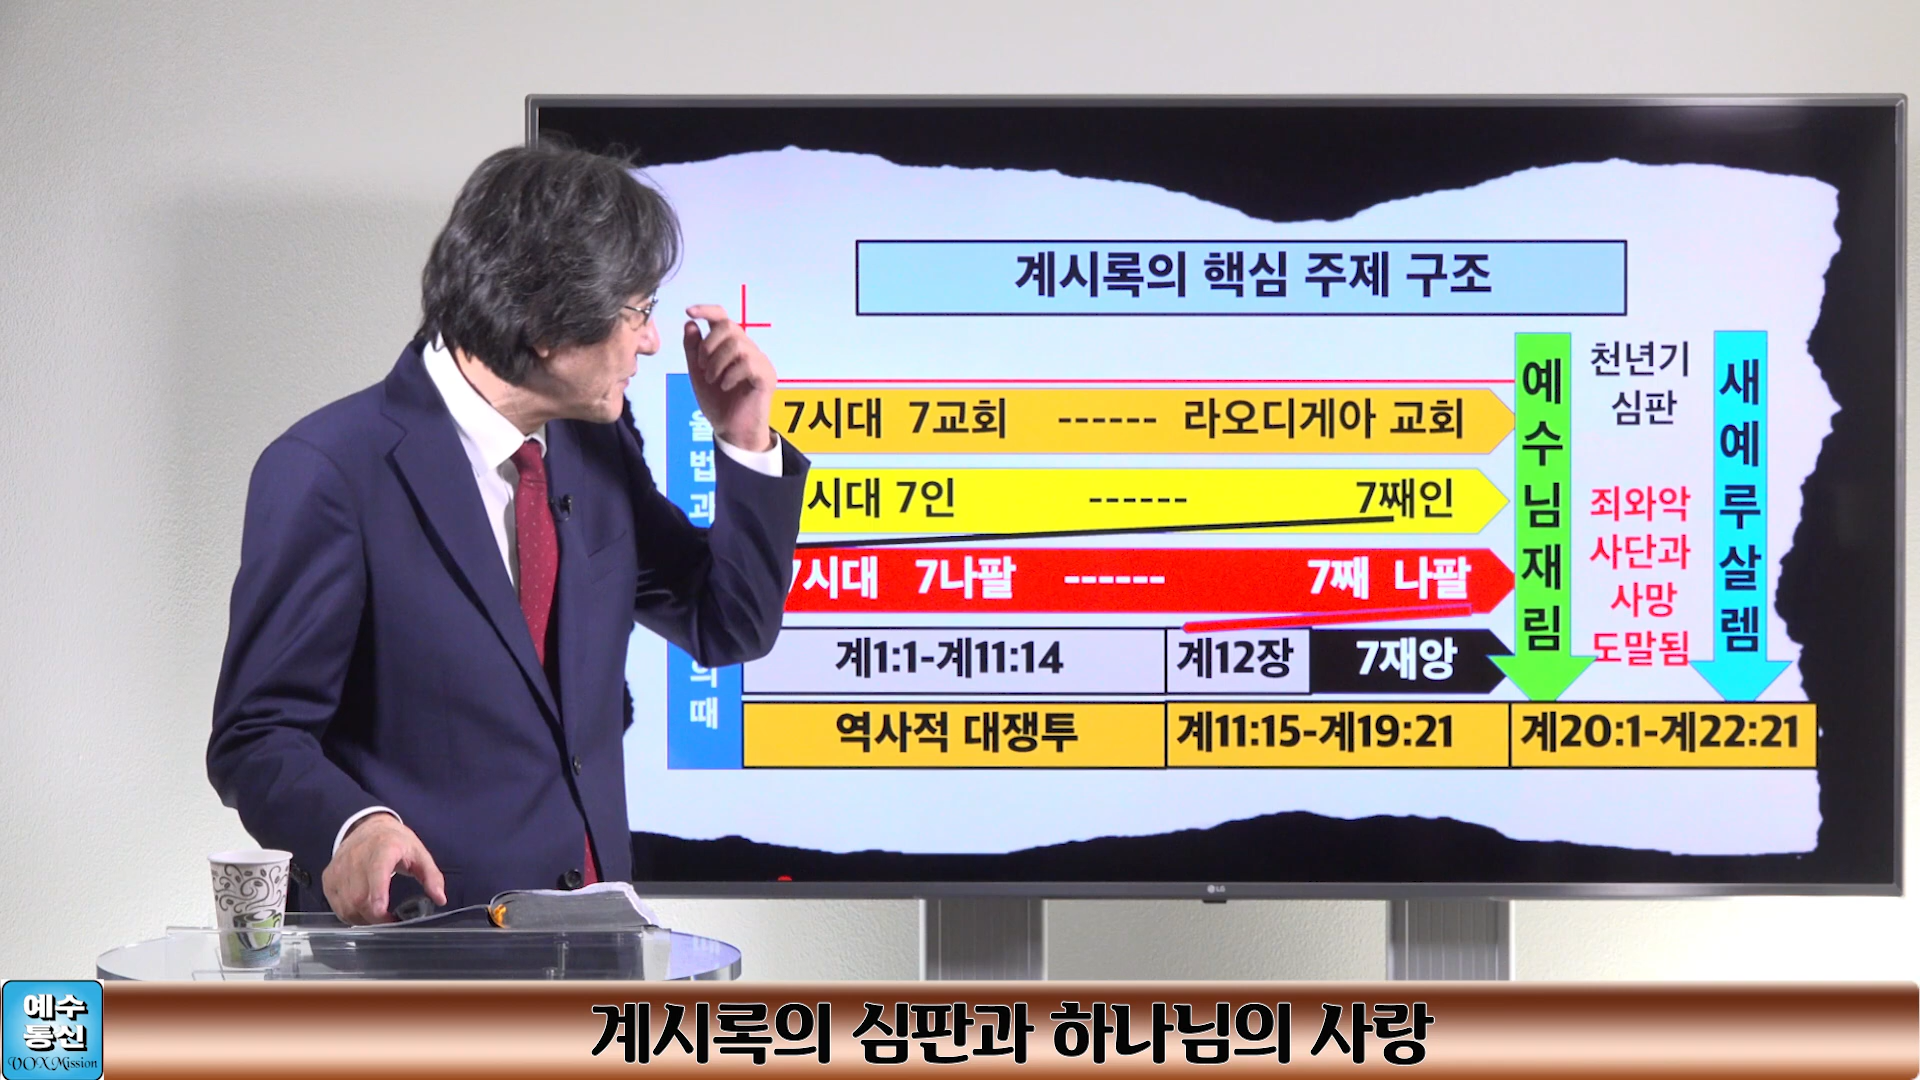 계시록의 핵심 주제 구조
7시대 7교회 ------ 라오디게아 교회
시대 7인 ------ 7째인
7시대 7나팔 ------ 7째 나팔
계1:1-계11:14
계12장
7재앙
역사적 대쟁투
계11:15-계19:21
계20:1-계22:21
율법과
의때
예수님재림
천년기
심판
죄와악
사단과
사망
도말됨
새예루살렘
LG
예수
통신
VOX Mission
계시록의 심판과 하나님의 사랑